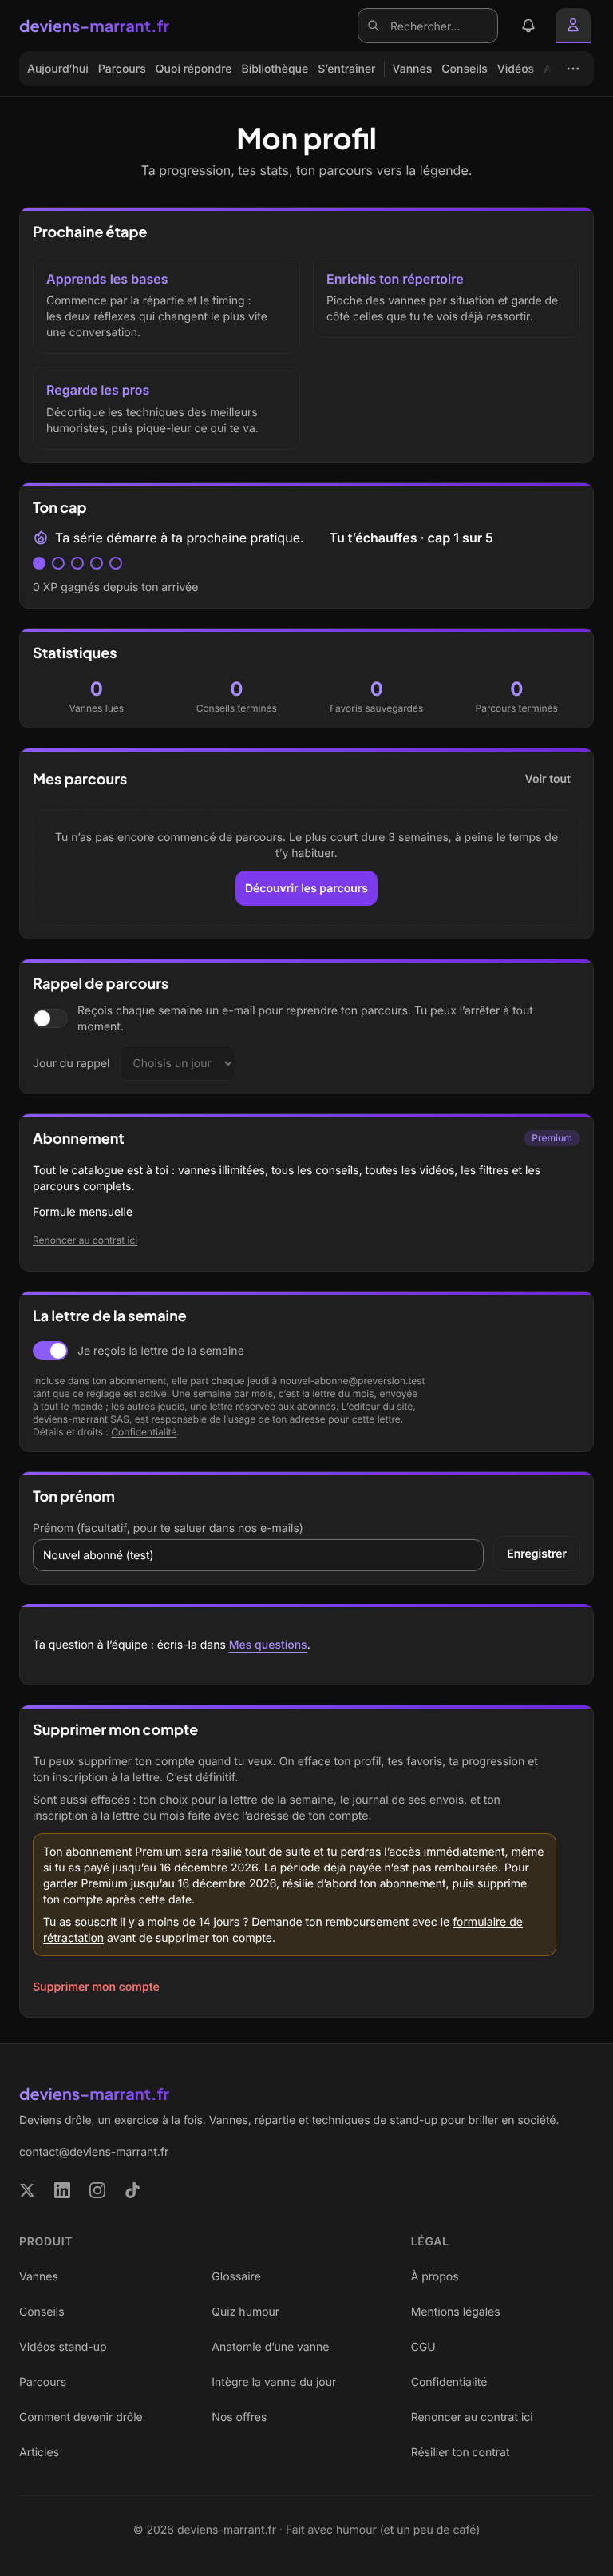 deviens-marrant.fr
Rechercher...
Aujourd’hui Parcours Quoi répondre Bibliothèque S’entraîner Vannes Conseils Vidéos
Mon profil
Ta progression, tes stats, ton parcours vers la légende.
Prochaine étape
Apprends les bases
Commence par la répartie et le timing :
les deux réflexes qui changent le plus vite
une conversation.
Enrichis ton répertoire
Pioche des vannes par situation et garde de
côté celles que tu te vois déjà ressortir.
Regarde les pros
Décortique les techniques des meilleurs
humoristes, puis pique-leur ce qui te va.
Ton cap
Ta série démarre à ta prochaine pratique.
Tu t’échauffes · cap 1 sur 5
0 XP gagnés depuis ton arrivée
Statistiques
0 0 0 0
Vannes lues Conseils terminés Favoris sauvegardés Parcours terminés
Mes parcours
Voir tout
Tu n’as pas encore commencé de parcours. Le plus court dure 3 semaines, à peine le temps de
t’y habituer.
Découvrir les parcours
Rappel de parcours
Reçois chaque semaine un e-mail pour reprendre ton parcours. Tu peux l’arrêter à tout
moment.
Jour du rappel
Choisis un jour
Abonnement
Premium
Tout le catalogue est à toi : vannes illimitées, tous les conseils, toutes les vidéos, les filtres et les
parcours complets.
Formule mensuelle
Renoncer au contrat ici
La lettre de la semaine
Je reçois la lettre de la semaine
Incluse dans ton abonnement, elle part chaque jeudi à nouvel-abonne@preversion.test
tant que ce réglage est activé. Une semaine par mois, c’est la lettre du mois, envoyée
à tout le monde ; les autres jeudis, une lettre réservée aux abonnés. L’éditeur du site,
deviens-marrant SAS, est responsable de l’usage de ton adresse pour cette lettre.
Détails et droits : Confidentialité.
Ton prénom
Prénom (facultatif, pour te saluer dans nos e-mails)
Nouvel abonné (test)
Enregistrer
Ta question à l’équipe : écris-la dans Mes questions.
Supprimer mon compte
Tu peux supprimer ton compte quand tu veux. On efface ton profil, tes favoris, ta progression et
ton inscription à la lettre. C’est définitif.
Sont aussi effacés : ton choix pour la lettre de la semaine, le journal de ses envois, et ton
inscription à la lettre du mois faite avec l’adresse de ton compte.
Ton abonnement Premium sera résilié tout de suite et tu perdras l’accès immédiatement, même
si tu as payé jusqu’au 16 décembre 2026. La période déjà payée n’est pas remboursée. Pour
garder Premium jusqu’au 16 décembre 2026, résilie d’abord ton abonnement, puis supprime
ton compte après cette date.
Tu as souscrit il y a moins de 14 jours ? Demande ton remboursement avec le formulaire de
rétractation avant de supprimer ton compte.
Supprimer mon compte
deviens-marrant.fr
Deviens drôle, un exercice à la fois. Vannes, répartie et techniques de stand-up pour briller en société.
contact@deviens-marrant.fr
PRODUIT
Vannes
Conseils
Vidéos stand-up
Parcours
Comment devenir drôle
Articles
Glossaire
Quiz humour
Anatomie d’une vanne
Intègre la vanne du jour
Nos offres
LÉGAL
À propos
Mentions légales
CGU
Confidentialité
Renoncer au contrat ici
Résilier ton contrat
© 2026 deviens-marrant.fr · Fait avec humour (et un peu de café)